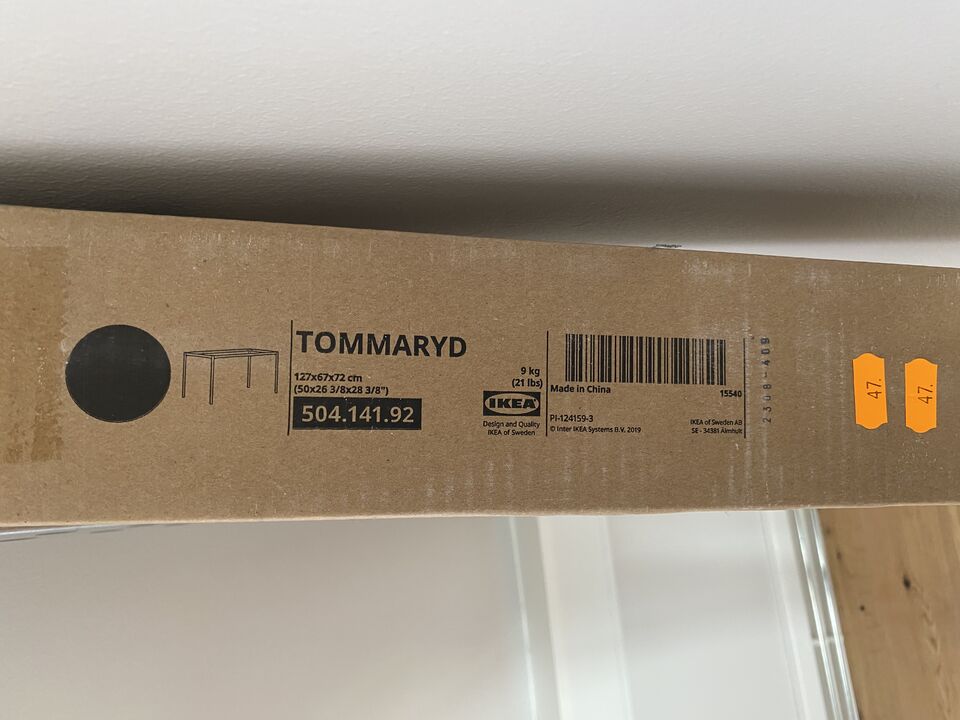 TOMMARYD
127x67x72 cm
(50x26 3/8x28 3/8")
504.141.92
9 kg
(21 lbs)
IKEA
Design and Quality
IKEA of Sweden
Made in China
15540
PI-124159-3
© Inter IKEA Systems B.V. 2019
IKEA of Sweden AB
SE - 34381 Älmhult
2308-409
47.
47.